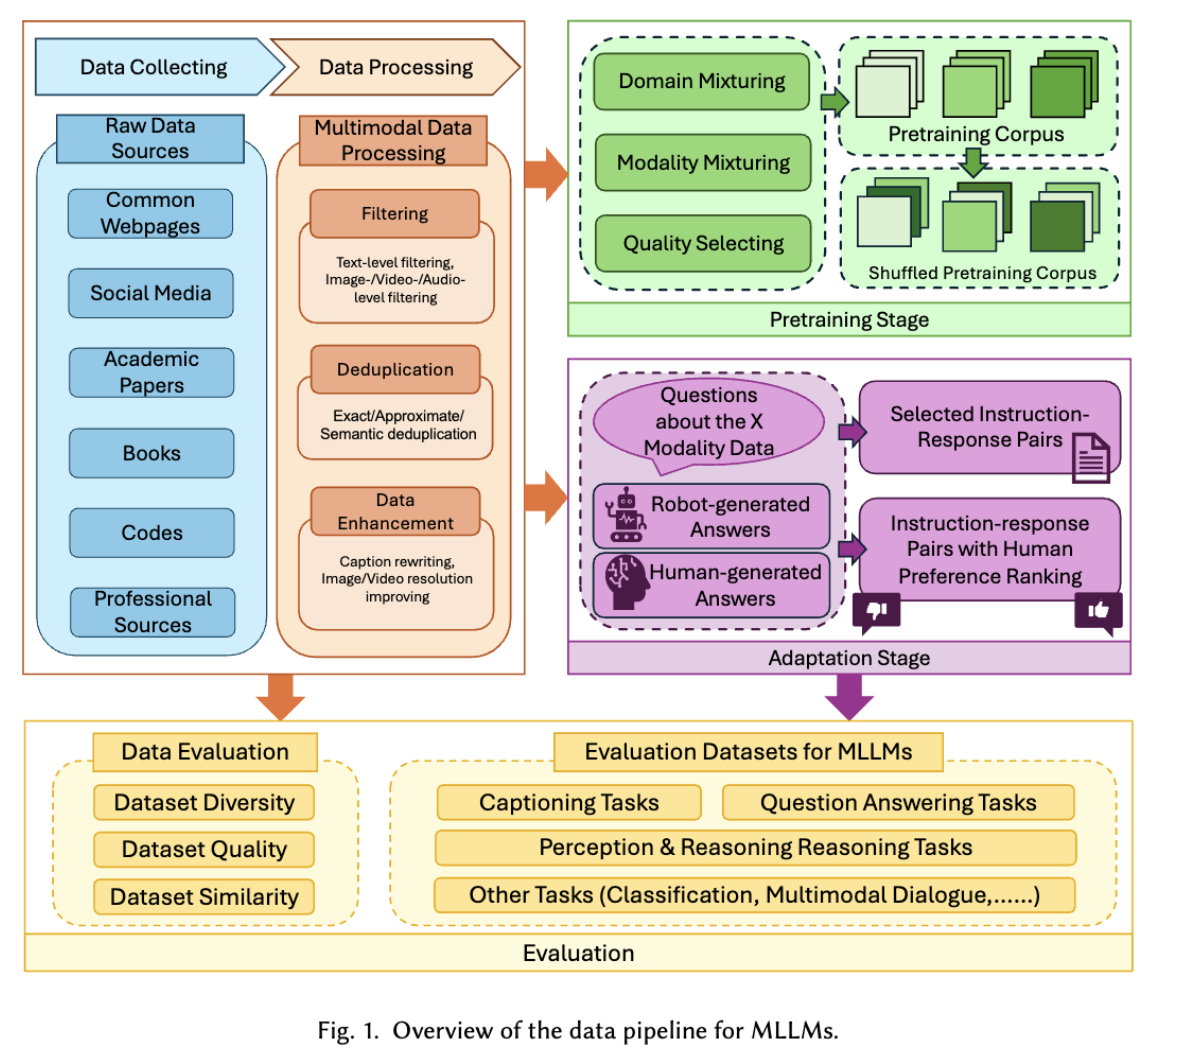 Data Collecting
Data Processing
Raw Data
Sources
Common
Webpages
Social Media
Academic
Papers
Books
Codes
Professional
Sources
Multimodal Data
Processing
Filtering
Text-level filtering,
Image-/Video-/Audio-
level filtering
Deduplication
Exact/Approximate/
Semantic deduplication
Data
Enhancement
Caption rewriting,
Image/Video resolution
improving
Domain Mixturing
Modality Mixturing
Quality Selecting
Pretraining Corpus
Shuffled Pretraining Corpus
Pretraining Stage
Questions
about the X
Modality Data
Robot-generated
Answers
Human-generated
Answers
Selected Instruction-
Response Pairs
Instruction-response
Pairs with Human
Preference Ranking
Adaptation Stage
Data Evaluation
Dataset Diversity
Dataset Quality
Dataset Similarity
Evaluation Datasets for MLLMs
Captioning Tasks
Question Answering Tasks
Perception & Reasoning Reasoning Tasks
Other Tasks (Classification, Multimodal Dialogue,......)
Evaluation
Fig. 1. Overview of the data pipeline for MLLMs.